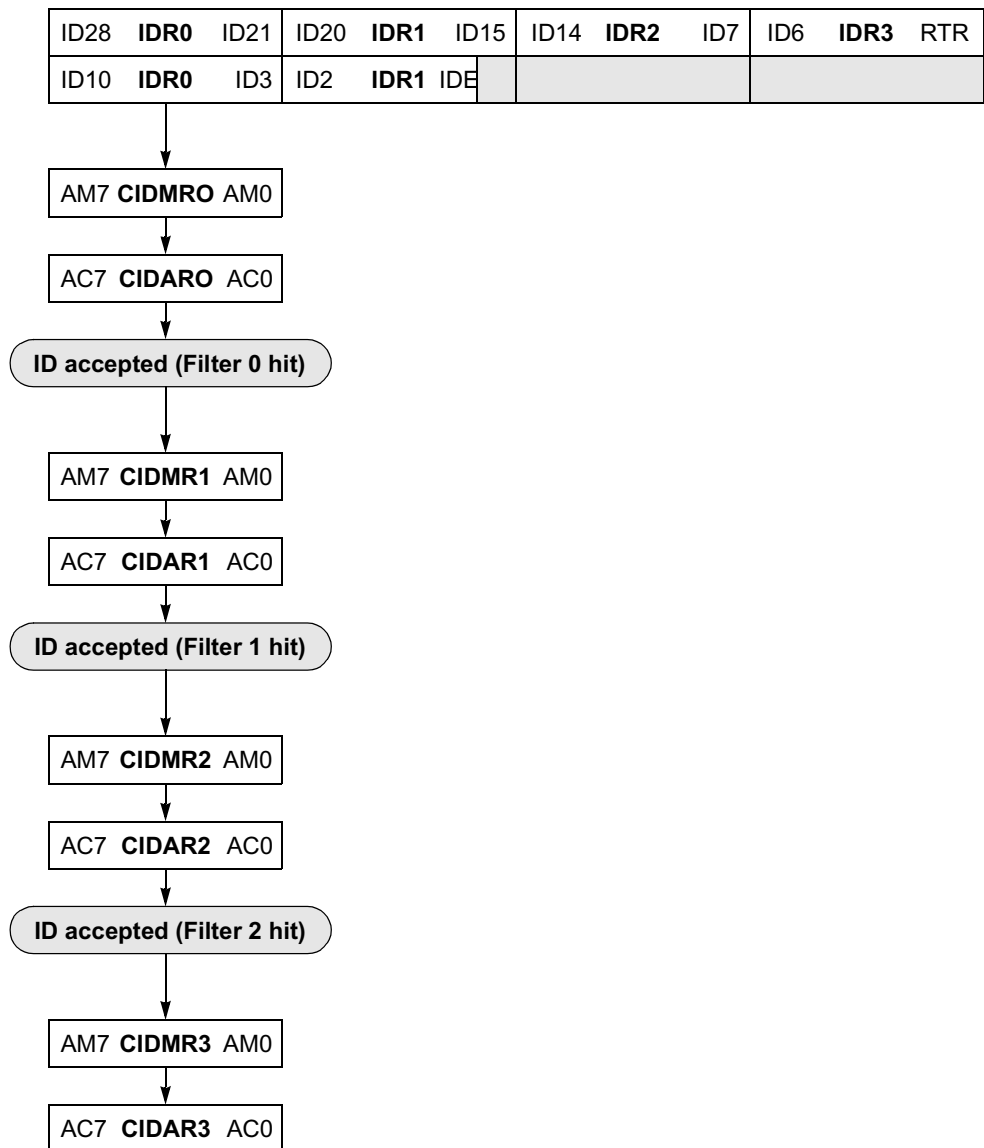 ID28 IDR0 ID21 ID20 IDR1 ID15 ID14 IDR2 ID7 ID6 IDR3 RTR
ID10 IDR0 ID3 ID2 IDR1 IDE
AM7 CIDMRO AM0
AC7 CIDARO AC0
ID accepted (Filter 0 hit)
AM7 CIDMR1 AM0
AC7 CIDAR1 AC0
ID accepted (Filter 1 hit)
AM7 CIDMR2 AM0
AC7 CIDAR2 AC0
ID accepted (Filter 2 hit)
AM7 CIDMR3 AM0
AC7 CIDAR3 AC0